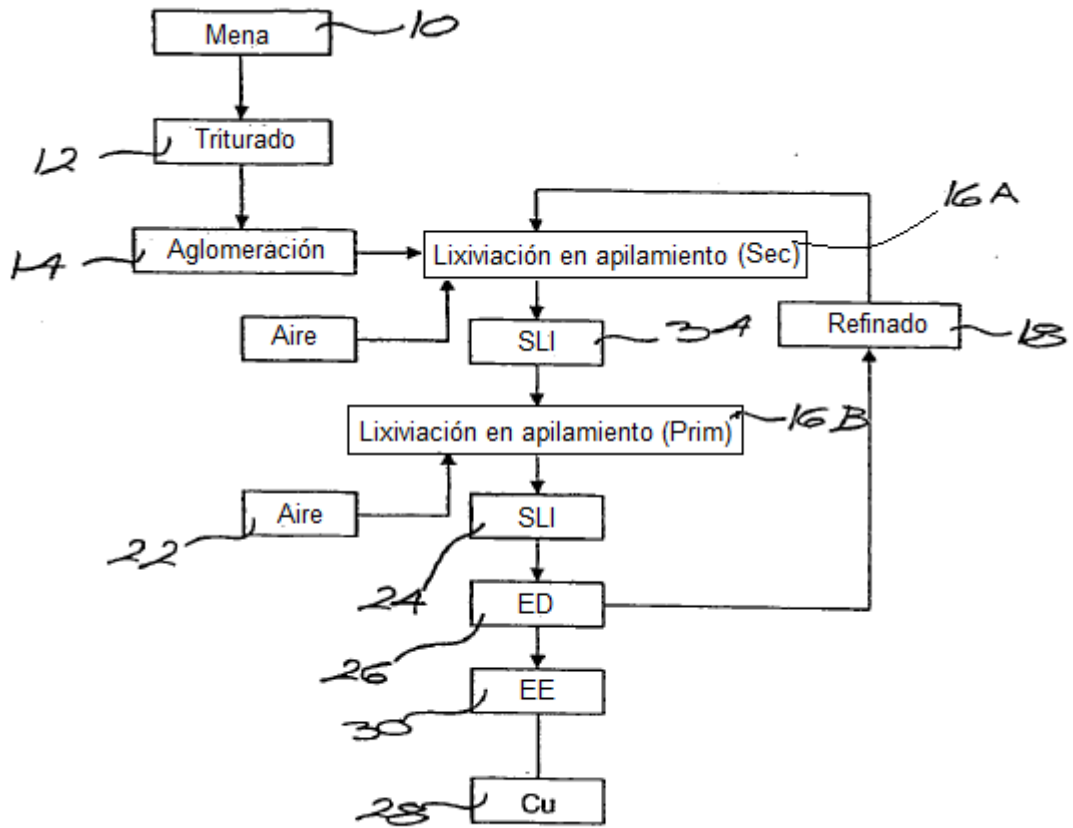 Mena 10
Triturado
12
16A
Aglomeración Lixiviación en apilamiento (Sec)
14
Aire SLI 34 Refinado 18
Lixiviación en apilamiento (Prim) 16B
Aire SLI
22
24
ED
26
EE
30
Cu
28